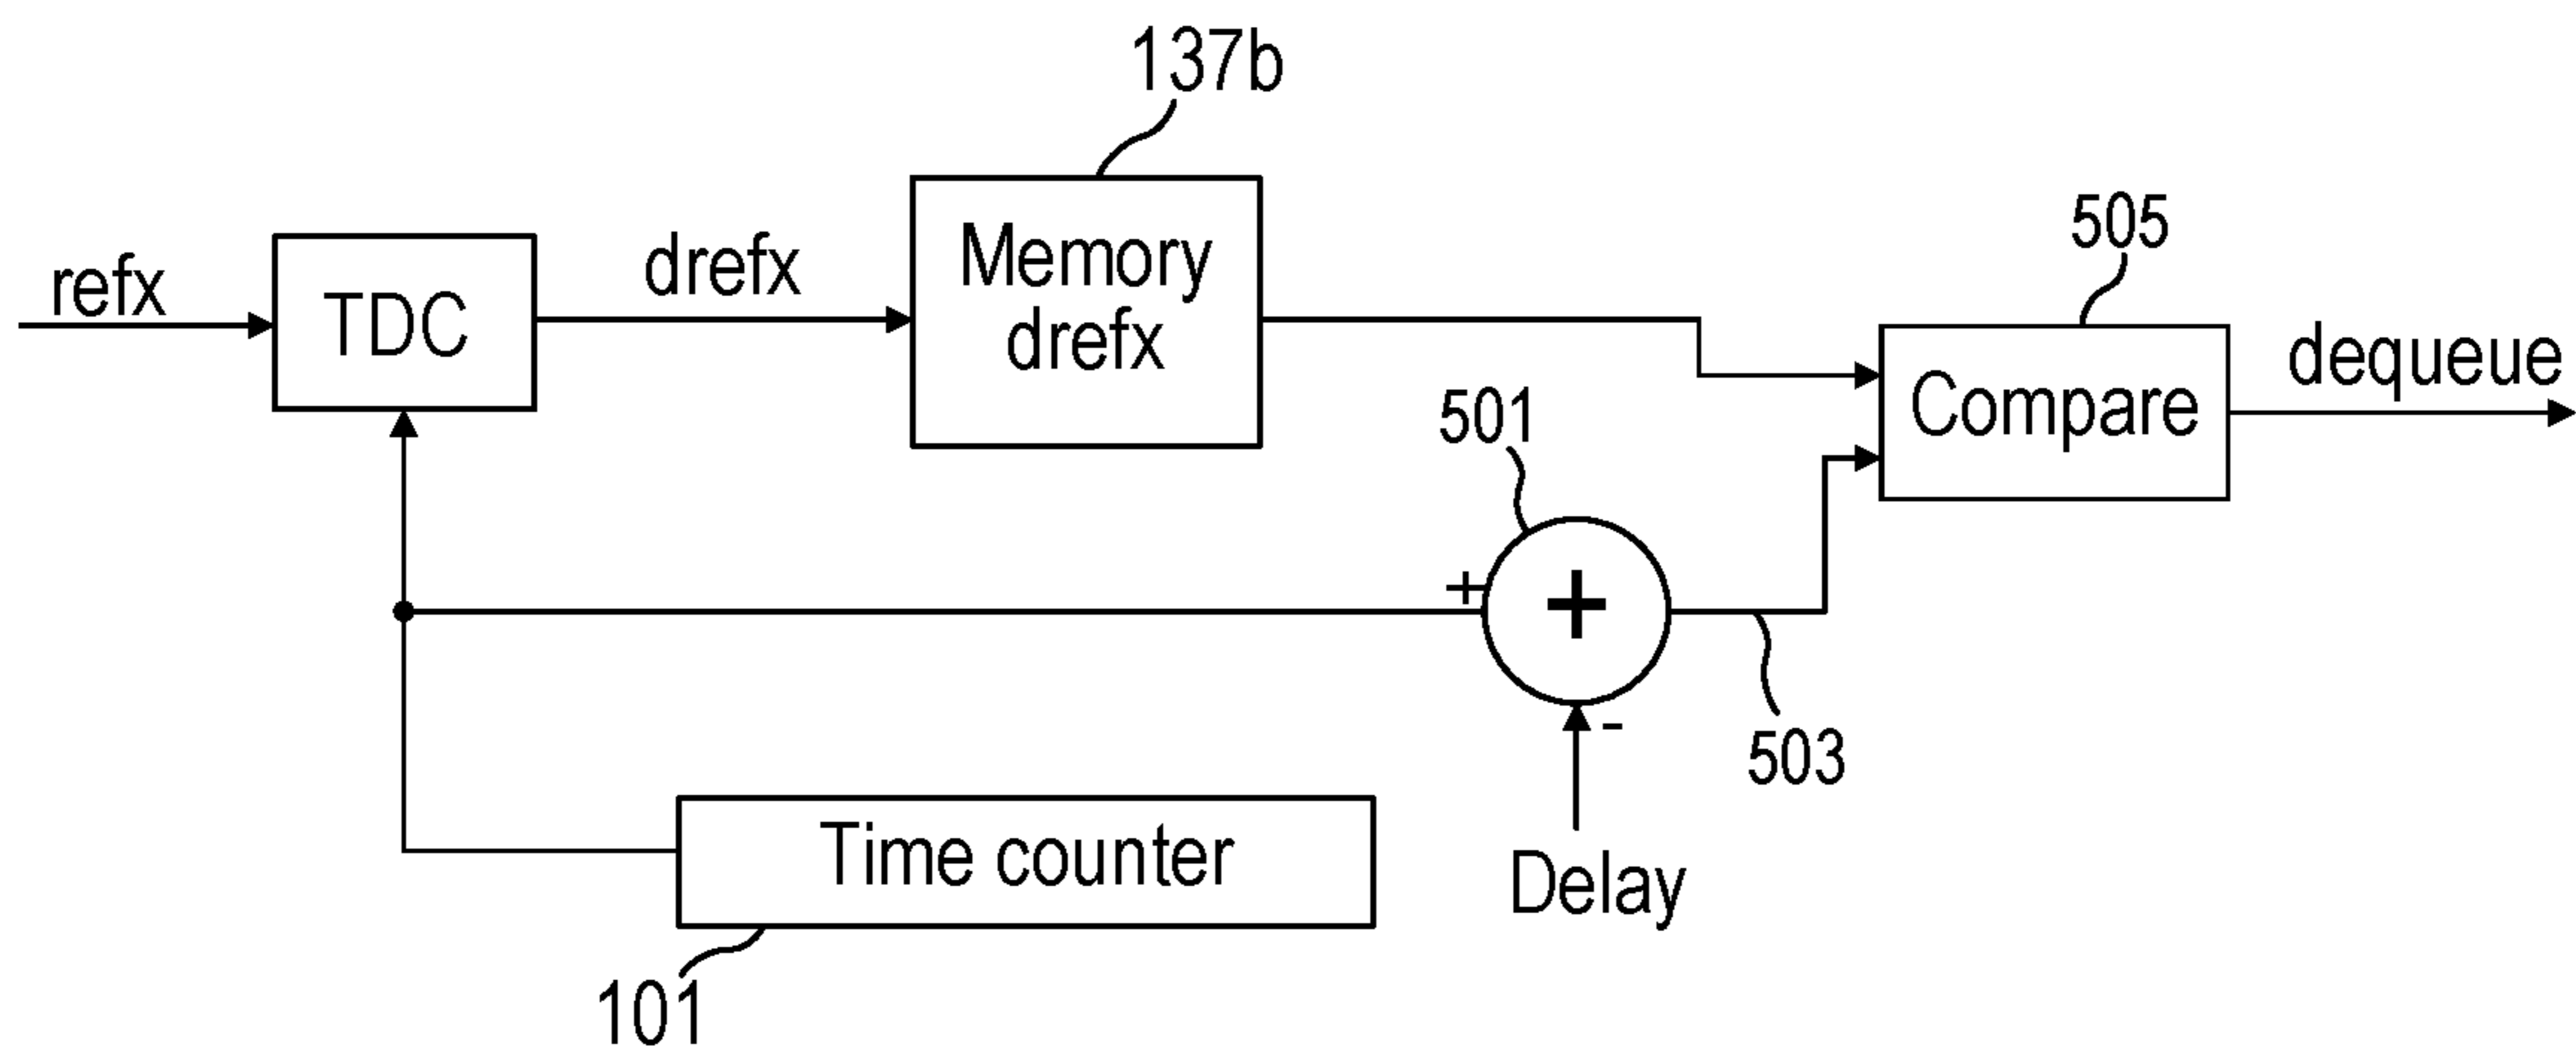 137b
505
refx
TDC
drefx
Memory
drefx
dequeue
Compare
501
+
+
-
503
Time counter
Delay
101